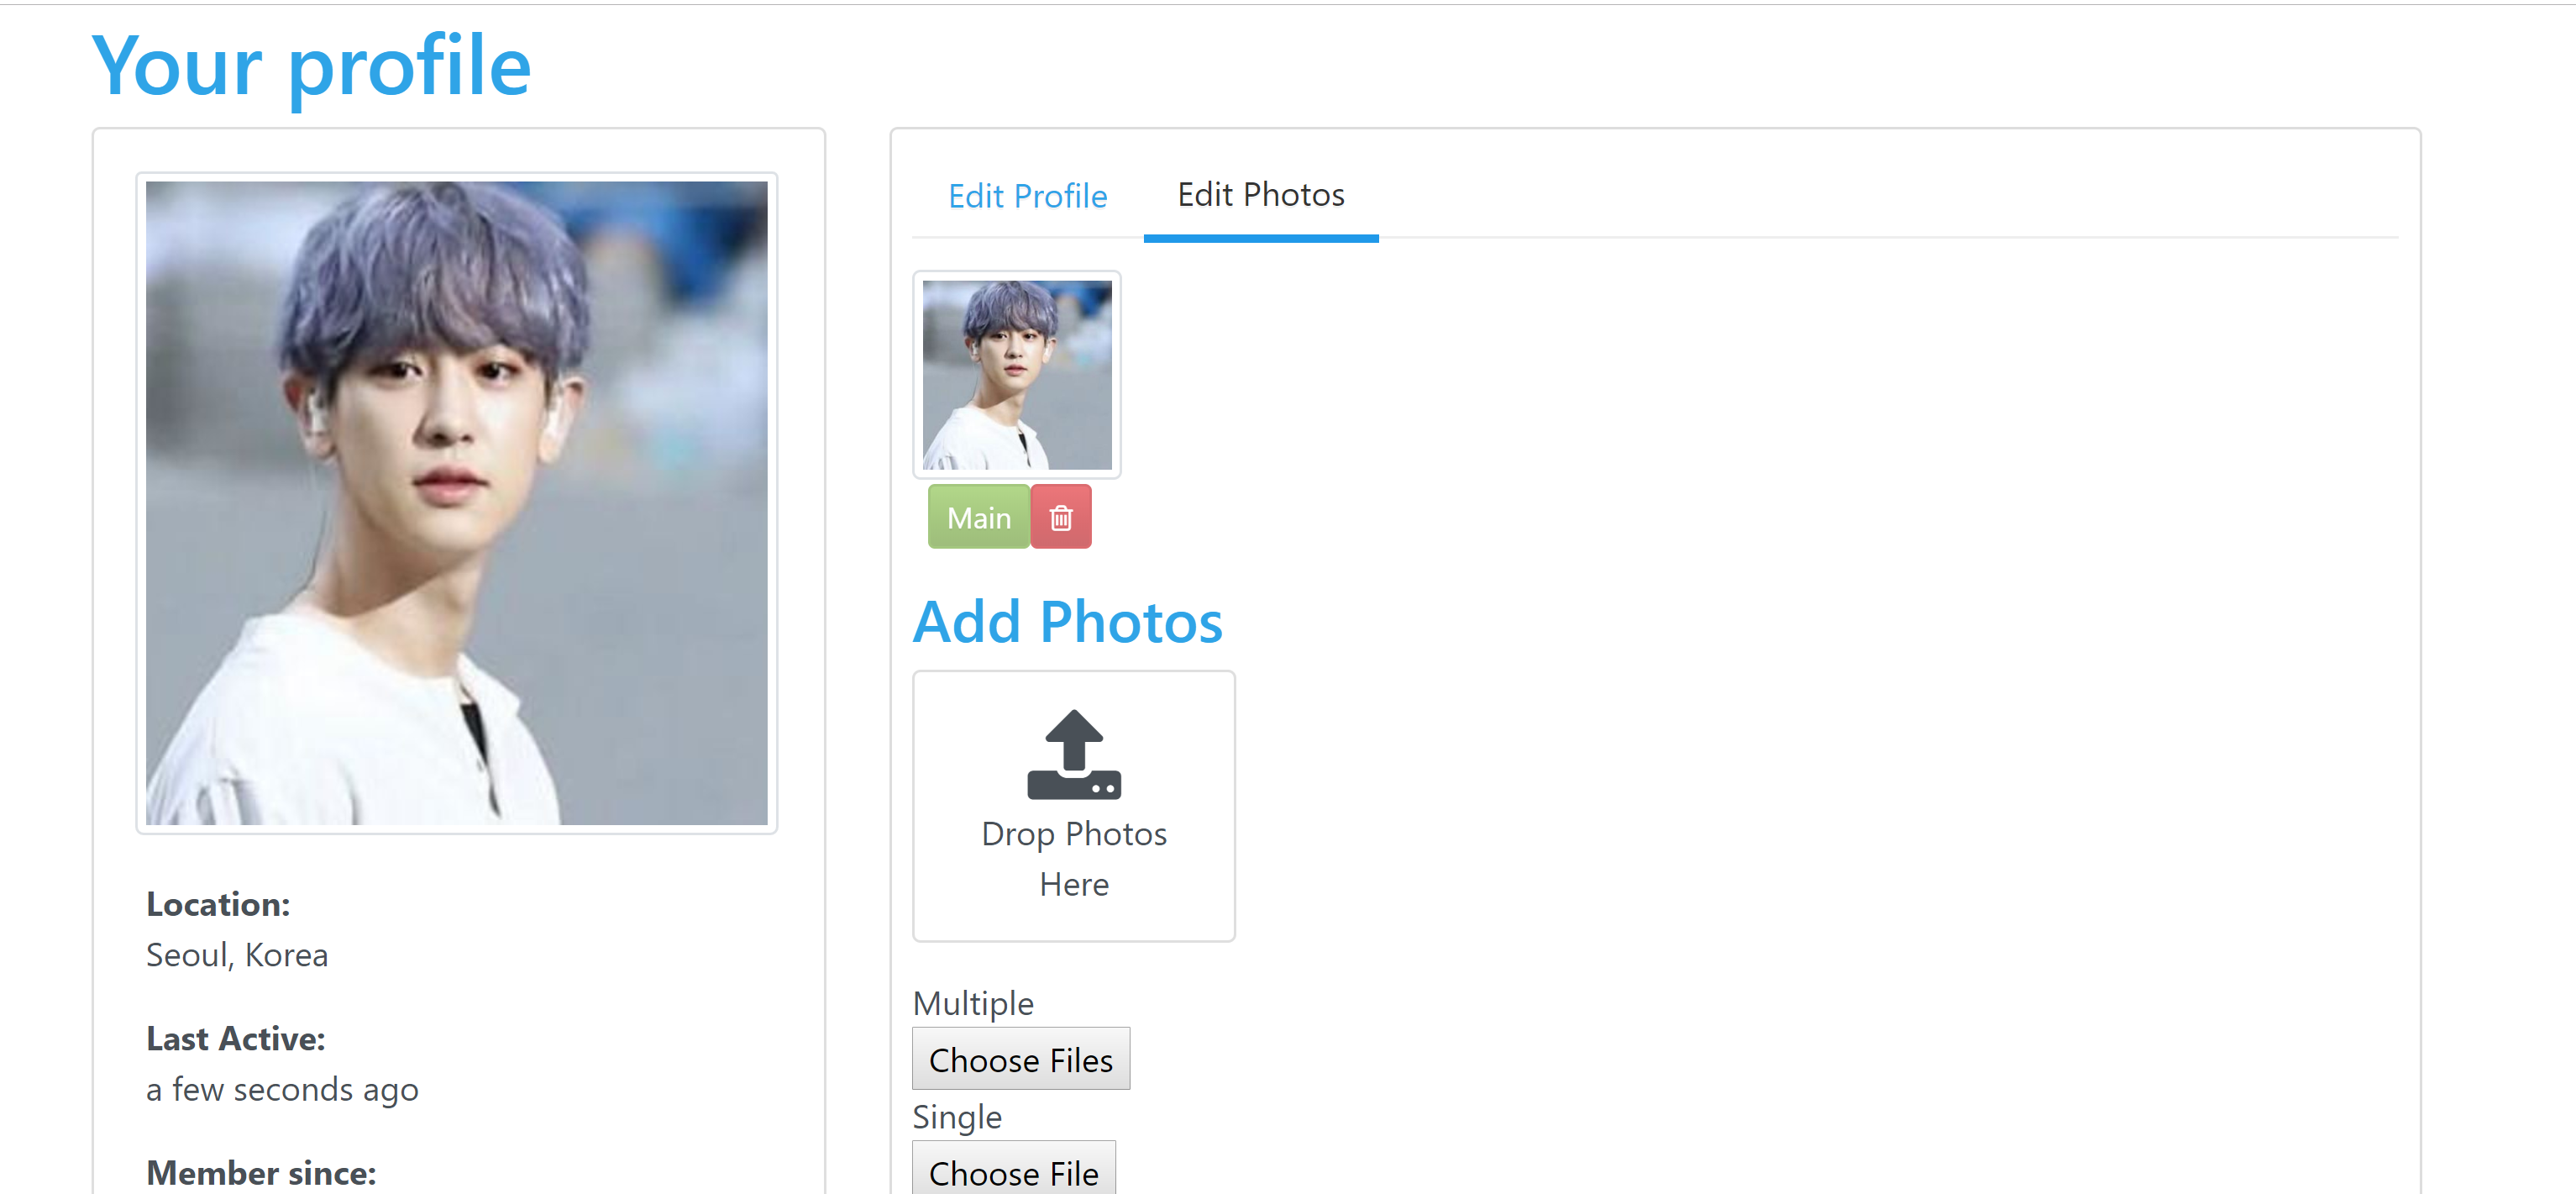 Your profile
Location:
Seoul, Korea
Last Active:
a few seconds ago
Member since:
Edit Profile
Edit Photos
Main
Add Photos
Drop Photos
Here
Multiple
Choose Files
Single
Choose File